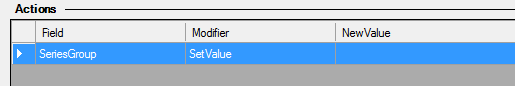 Actions
Field Modifier NewValue
SeriesGroup SetValue